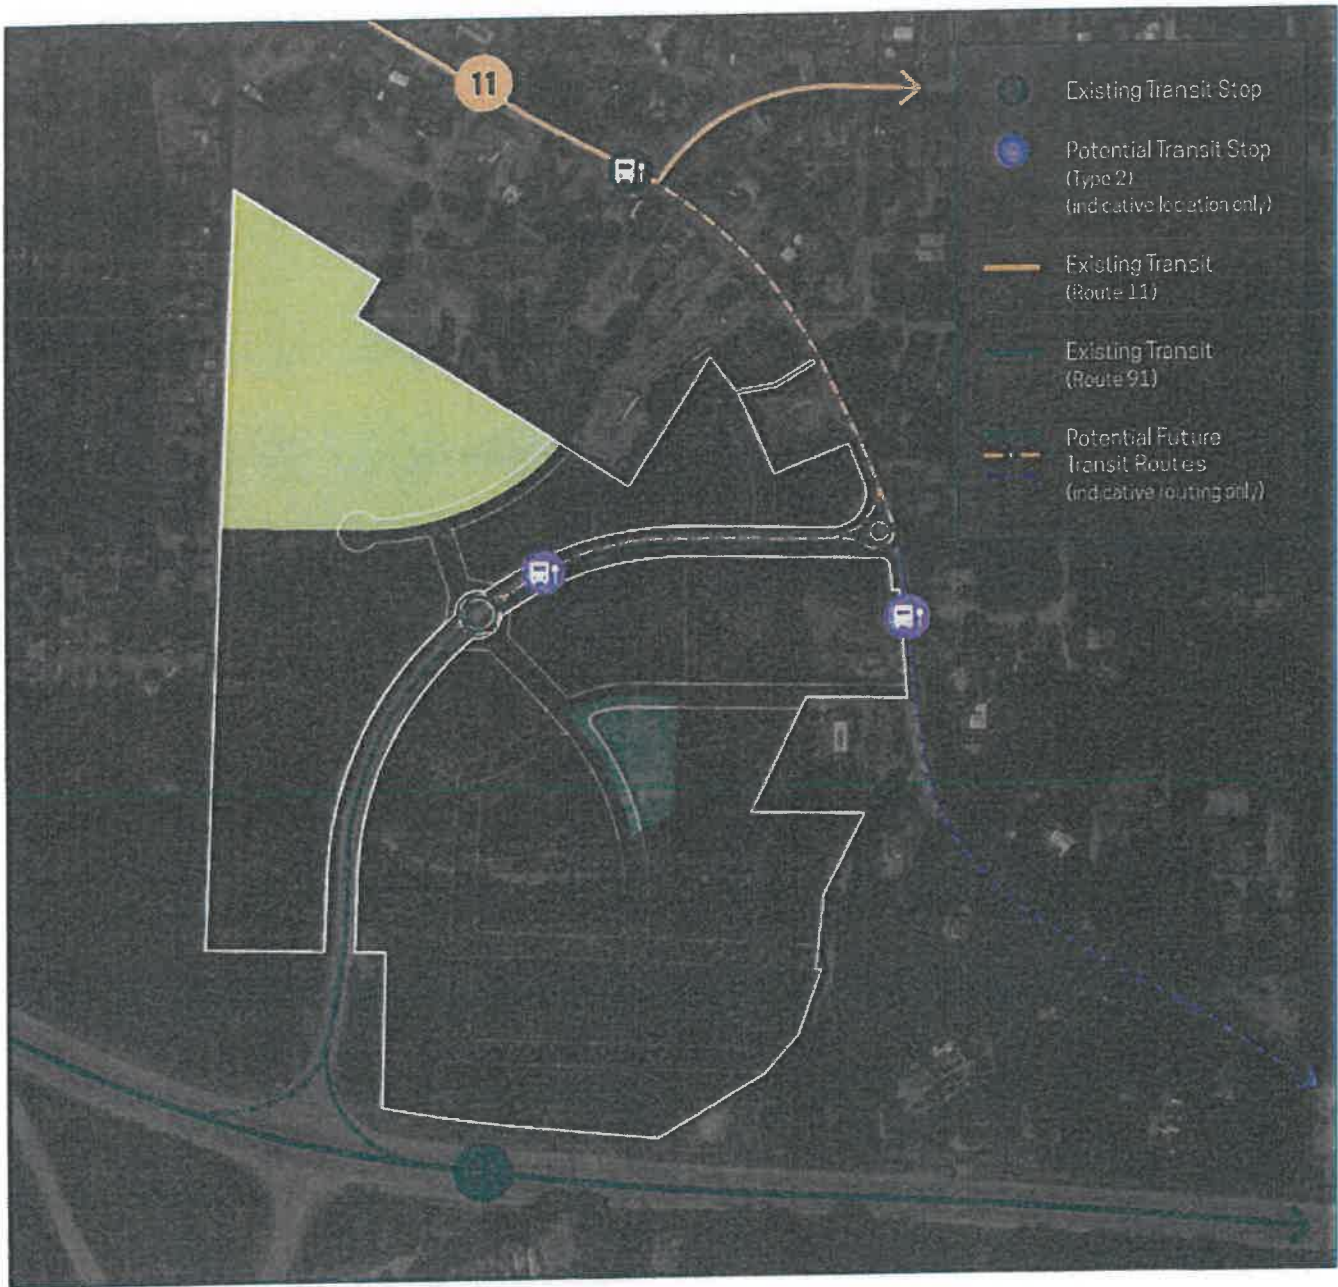 11
Existing Transit Stop
Potential Transit Stop
(Type 2)
(indicative location only)
Existing Transit
(Route 11)
Existing Transit
(Route 91)
Potential Future
Transit Routes
(indicative routing only)